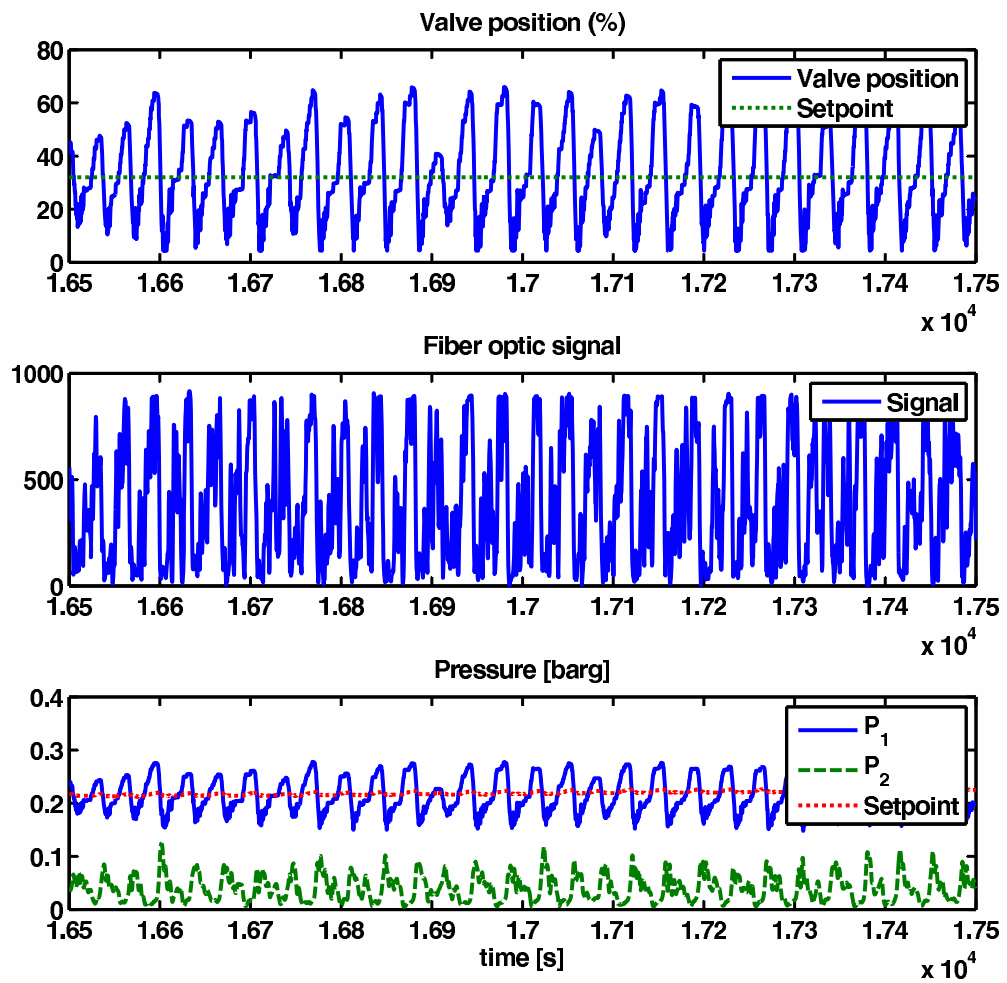 Valve position (%)
80
60
40
20
0
Valve position
Setpoint
1.65 1.66 1.67 1.68 1.69 1.7 1.71 1.72 1.73 1.74 1.75
x 10^4
Fiber optic signal
1000
500
0
Signal
1.65 1.66 1.67 1.68 1.69 1.7 1.71 1.72 1.73 1.74 1.75
x 10^4
Pressure [barg]
0.4
0.3
0.2
0.1
0
P_1
P_2
Setpoint
1.65 1.66 1.67 1.68 1.69 1.7 1.71 1.72 1.73 1.74 1.75
time [s]
x 10^4